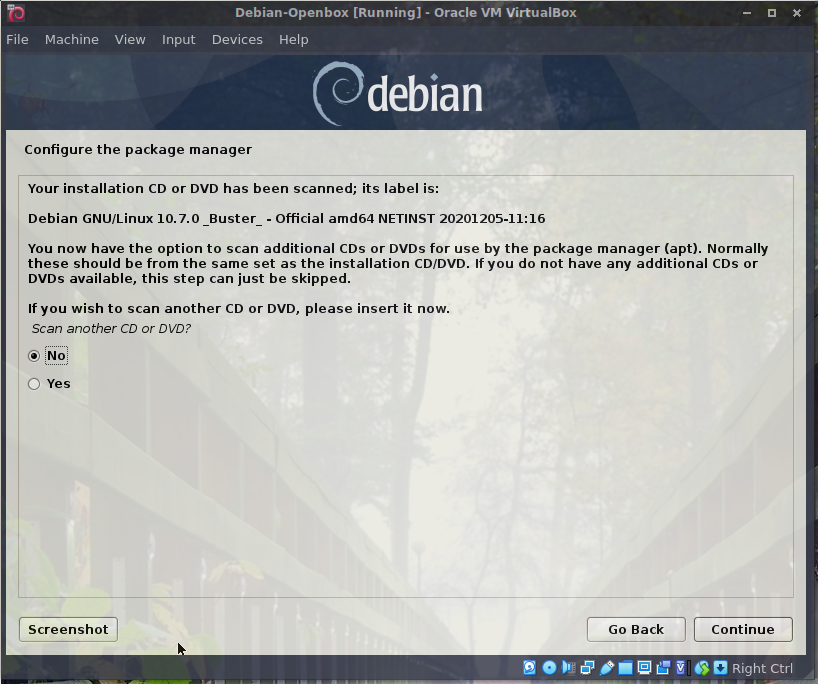 Debian-Openbox [Running] - Oracle VM VirtualBox
File Machine View Input Devices Help
debian
Configure the package manager
Your installation CD or DVD has been scanned; its label is:
Debian GNU/Linux 10.7.0 _Buster_ - Official amd64 NETINST 20201205-11:16
You now have the option to scan additional CDs or DVDs for use by the package manager (apt). Normally
these should be from the same set as the installation CD/DVD. If you do not have any additional CDs or
DVDs available, this step can just be skipped.
If you wish to scan another CD or DVD, please insert it now.
Scan another CD or DVD?
No
Yes
Screenshot Go Back Continue
Right Ctrl